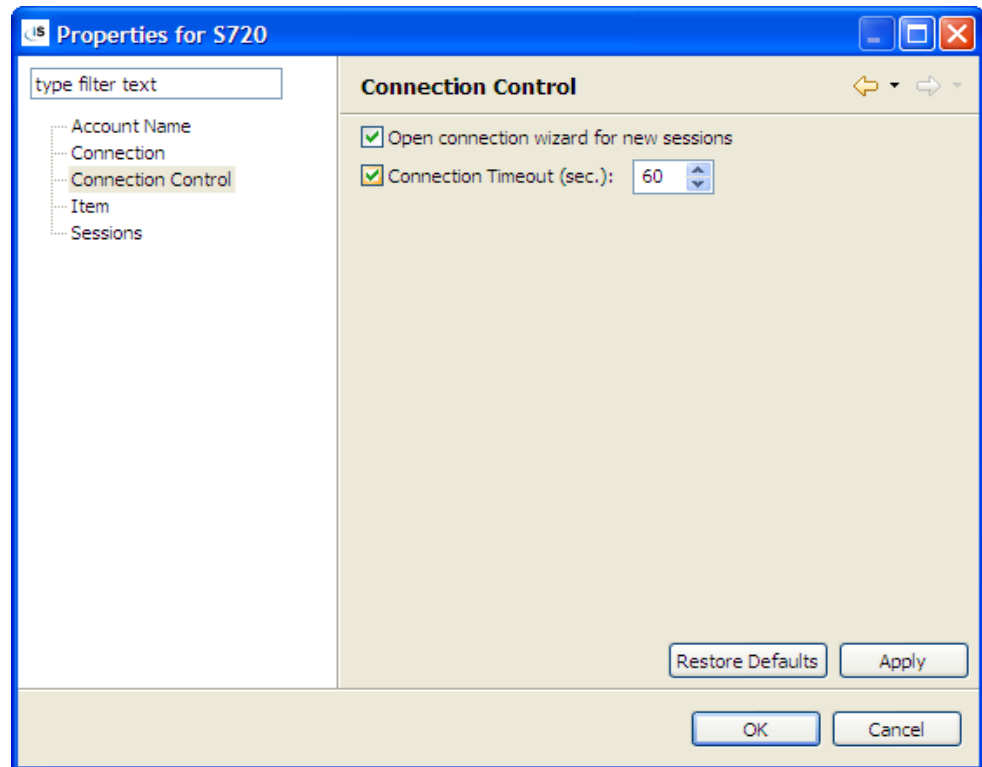 iS Properties for S720
type filter text
Account Name
Connection
Connection Control
Item
Sessions
Connection Control
Open connection wizard for new sessions
Connection Timeout (sec.): 60
Restore Defaults Apply
OK Cancel